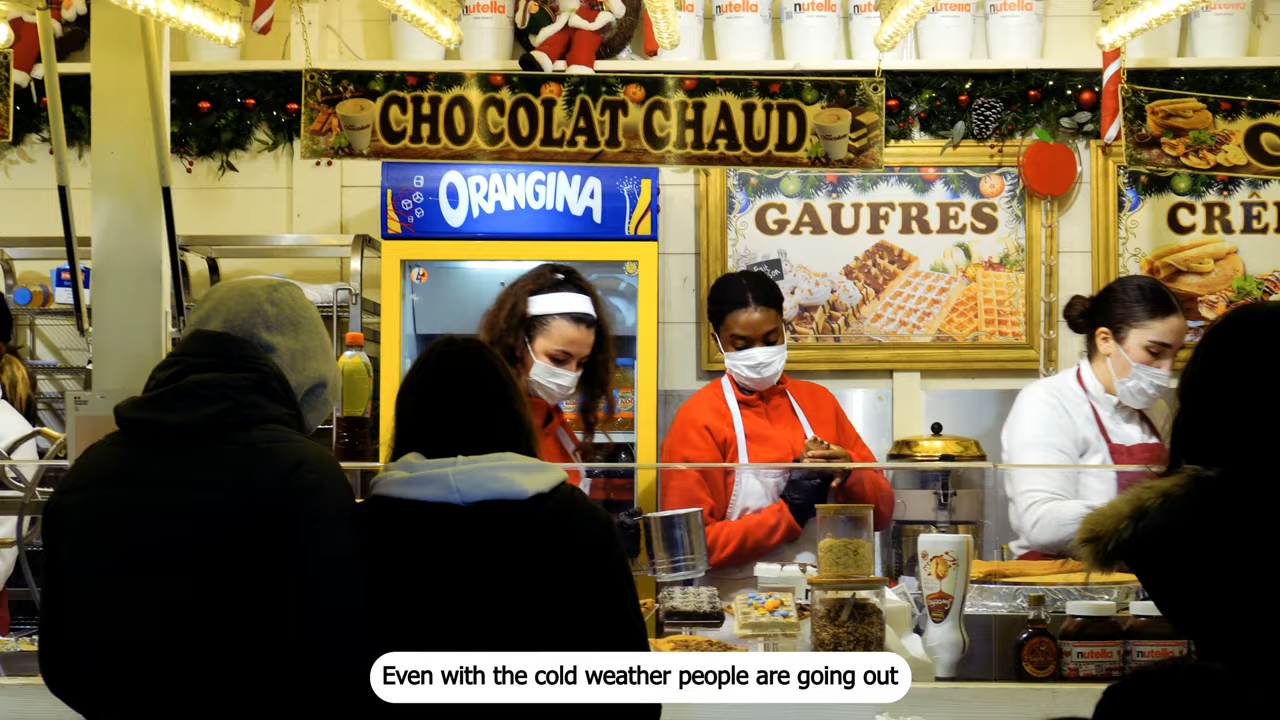 nutella
nutella
nutella
nutella
nutella
nutella
CHOCOLAT CHAUD
ORANGINA
GAUFRES
CRÊ
nutella
nutella
Even with the cold weather people are going out